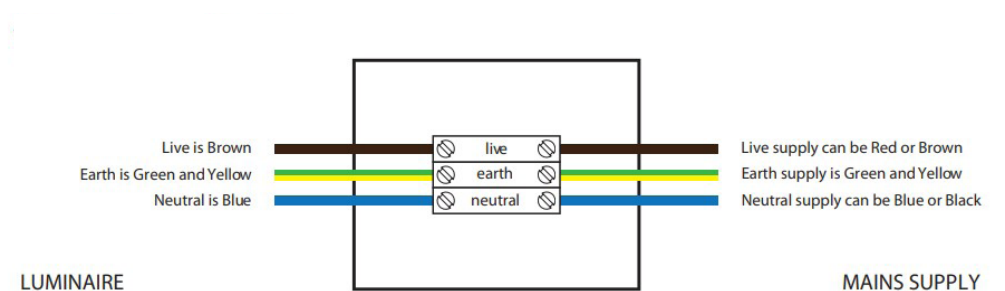 Live is Brown
live
Live supply can be Red or Brown
Earth is Green and Yellow
earth
Earth supply is Green and Yellow
Neutral is Blue
neutral
Neutral supply can be Blue or Black
LUMINAIRE
MAINS SUPPLY